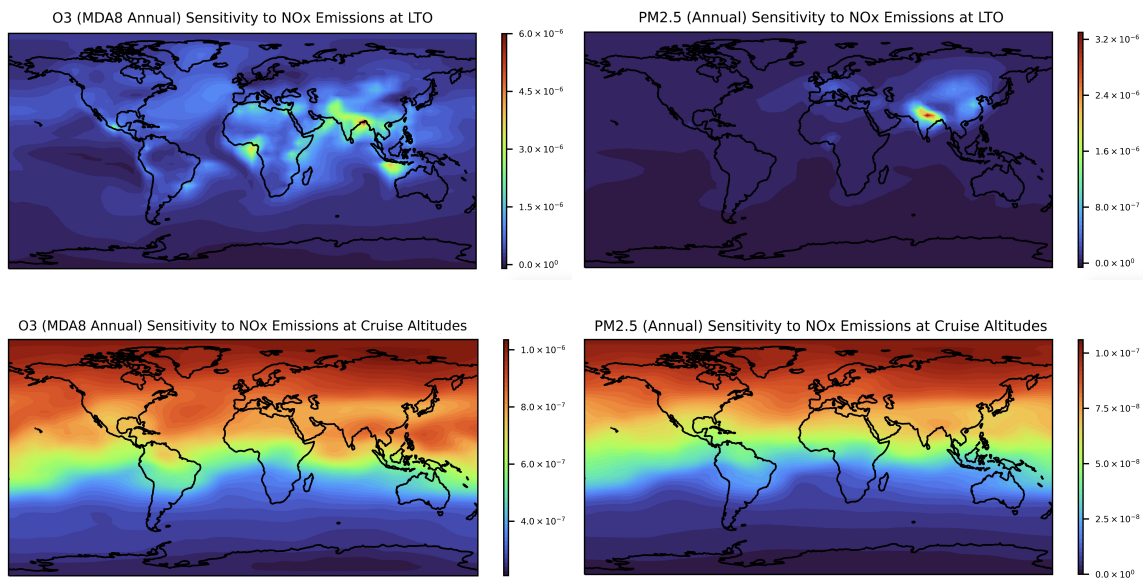 O3 (MDA8 Annual) Sensitivity to NOx Emissions at LTO
6.0 × 10⁻⁶
4.5 × 10⁻⁶
3.0 × 10⁻⁶
1.5 × 10⁻⁶
0.0 × 10⁰
PM2.5 (Annual) Sensitivity to NOx Emissions at LTO
3.2 × 10⁻⁶
2.4 × 10⁻⁶
1.6 × 10⁻⁶
8.0 × 10⁻⁷
0.0 × 10⁰
O3 (MDA8 Annual) Sensitivity to NOx Emissions at Cruise Altitudes
1.0 × 10⁻⁶
8.0 × 10⁻⁷
6.0 × 10⁻⁷
4.0 × 10⁻⁷
PM2.5 (Annual) Sensitivity to NOx Emissions at Cruise Altitudes
1.0 × 10⁻⁷
7.5 × 10⁻⁸
5.0 × 10⁻⁸
2.5 × 10⁻⁸
0.0 × 10⁰